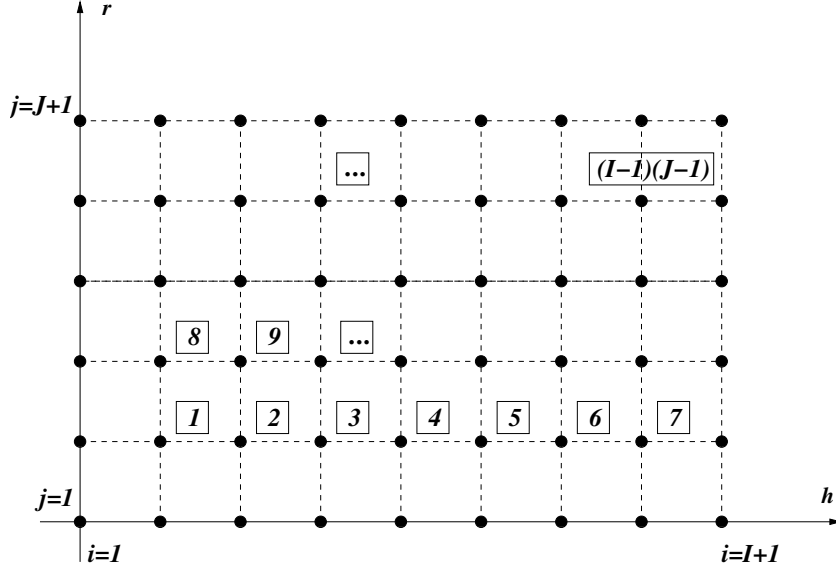 r
j=J+1
... (I−1)(J−1)
8 9 ...
1 2 3 4 5 6 7
j=1
h
i=1 i=I+1